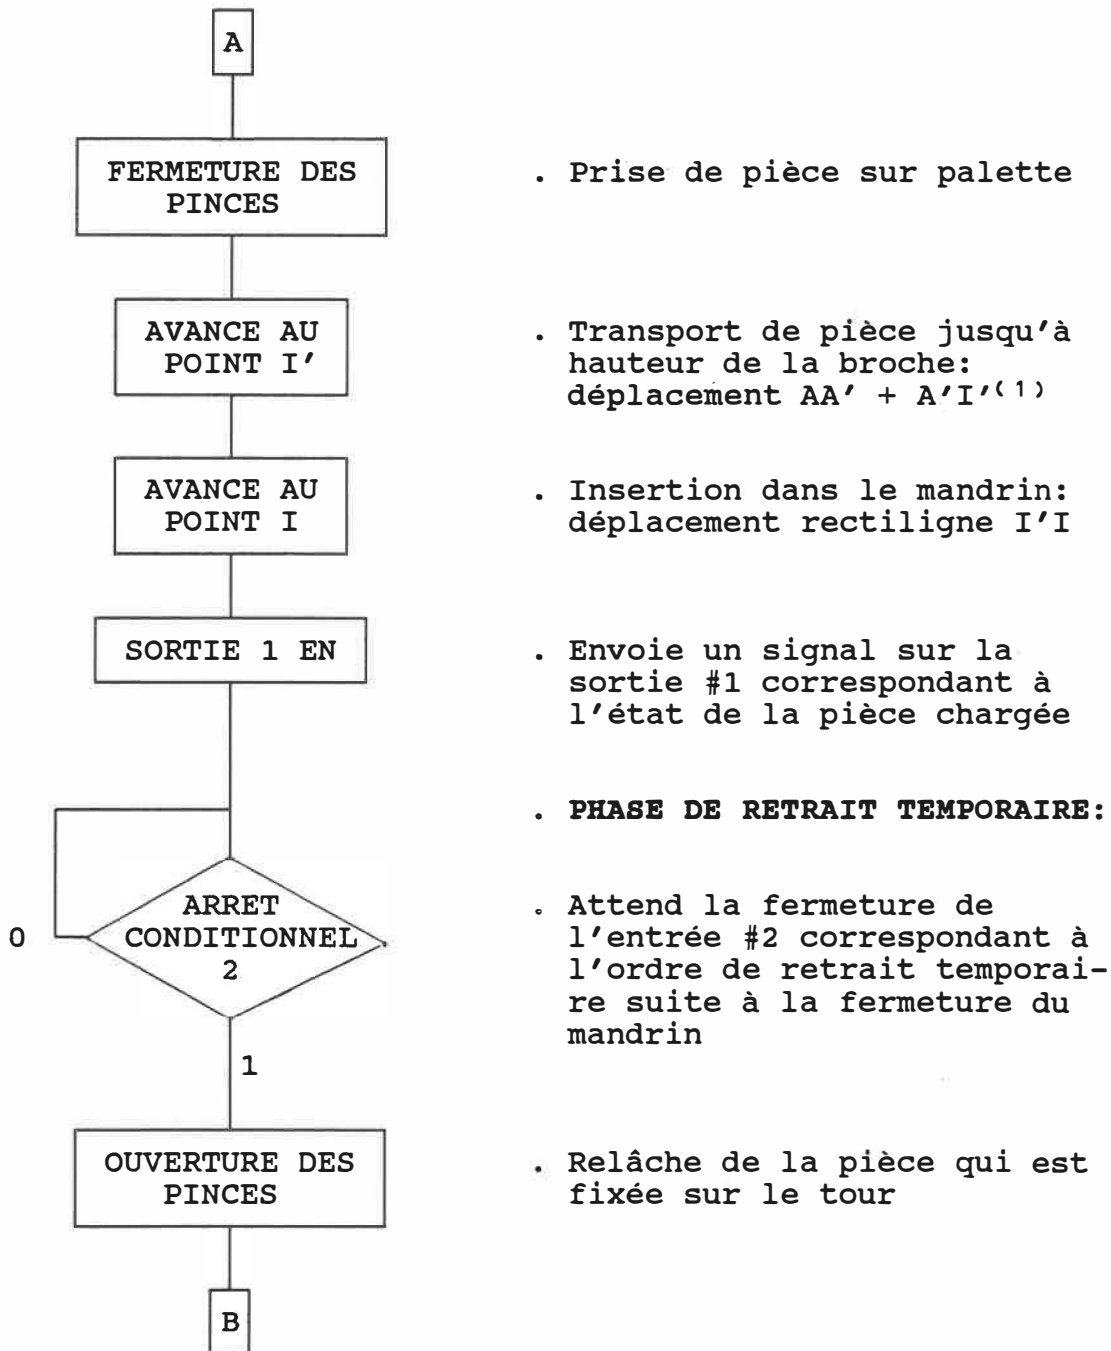 A
FERMETURE DES
PINCES
. Prise de pièce sur palette
AVANCE AU
POINT I'
. Transport de pièce jusqu'à
hauteur de la broche:
déplacement AA' + A'I'(1)
AVANCE AU
POINT I
. Insertion dans le mandrin:
déplacement rectiligne I'I
SORTIE 1 EN
. Envoie un signal sur la
sortie #1 correspondant à
l'état de la pièce chargée
. PHASE DE RETRAIT TEMPORAIRE:
ARRET
CONDITIONNEL
2
0
1
. Attend la fermeture de
l'entrée #2 correspondant à
l'ordre de retrait temporai-
re suite à la fermeture du
mandrin
OUVERTURE DES
PINCES
. Relâche de la pièce qui est
fixée sur le tour
B